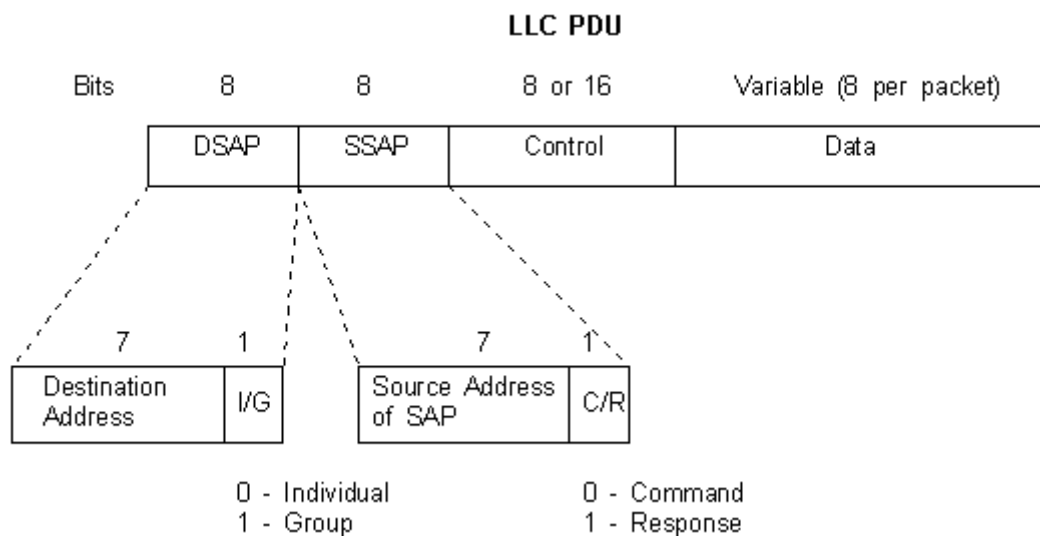 LLC PDU
Bits 8 8 8 or 16 Variable (8 per packet)
DSAP SSAP Control Data
7 1 7 1
Destination Address I/G Source Address of SAP C/R
0 - Individual 0 - Command
1 - Group 1 - Response